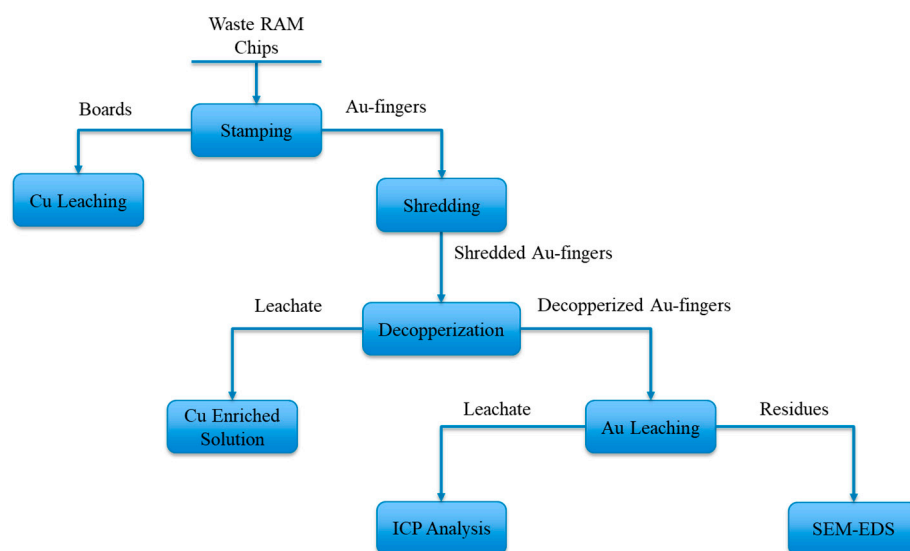 Waste RAM
Chips
Boards
Au-fingers
Stamping
Cu Leaching
Shredding
Shredded Au-fingers
Leachate
Decopperized Au-fingers
Decopperization
Cu Enriched
Solution
Leachate
Residues
Au Leaching
ICP Analysis
SEM-EDS